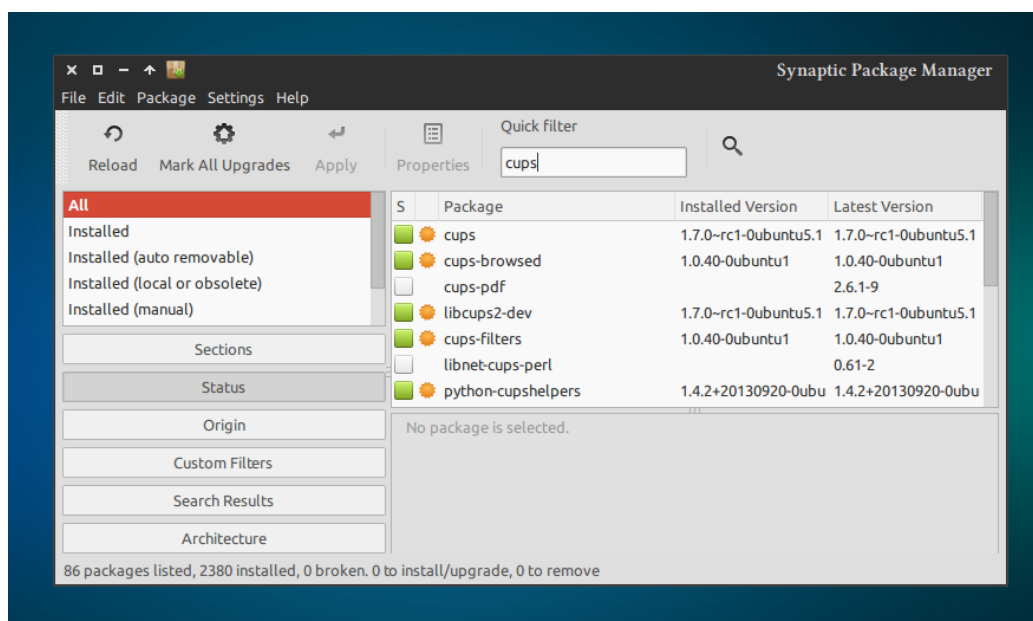 Synaptic Package Manager
File Edit Package Settings Help
Reload Mark All Upgrades Apply Properties
Quick filter
cups
All
Installed
Installed (auto removable)
Installed (local or obsolete)
Installed (manual)
Sections
Status
Origin
Custom Filters
Search Results
Architecture
S Package Installed Version Latest Version
cups 1.7.0~rc1-0ubuntu5.1 1.7.0~rc1-0ubuntu5.1
cups-browsed 1.0.40-0ubuntu1 1.0.40-0ubuntu1
cups-pdf 2.6.1-9
libcups2-dev 1.7.0~rc1-0ubuntu5.1 1.7.0~rc1-0ubuntu5.1
cups-filters 1.0.40-0ubuntu1 1.0.40-0ubuntu1
libnet-cups-perl 0.61-2
python-cupshelpers 1.4.2+20130920-0ubu 1.4.2+20130920-0ubu
No package is selected.
86 packages listed, 2380 installed, 0 broken. 0 to install/upgrade, 0 to remove